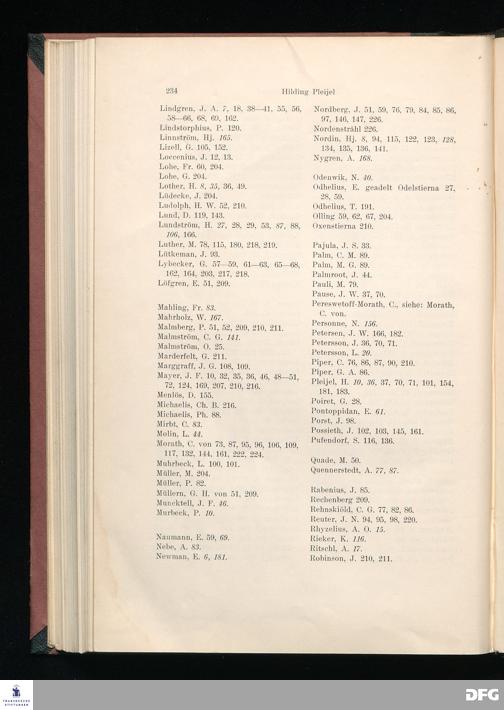 234 Hilding Pleijel
Lindgren, J. A. 7, 18, 38—41, 55, 56,
58—66, 68, 69, 162.
Lindstorphius, P. 120.
Linnström, Hj. 165.
Lizell, G. 105, 152.
Loccenius, J. 12, 13.
Lohe, Fr. 60, 204.
Lohe, G. 204.
Lother, H. 8, 35, 36, 49.
Lüdecke, J. 204.
Ludolph, H. W. 52, 210.
Lund, D. 119, 143.
Lundström, H. 27, 28, 29, 53, 87, 88,
106, 166.
Luther, M. 78, 115, 180, 218, 219.
Lütkeman, J. 93.
Lybecker, G. 57—59, 61—63, 65—68,
162, 164, 203, 217, 218.
Löfgren, E. 51, 209.
Mahling, Fr. 83.
Mahrholz, W. 167.
Malmberg, P. 51, 52, 209, 210, 211.
Malmström, C. G. 141.
Malmström, O. 25.
Marderfelt, G. 211.
Marggraff, J. G. 108, 109.
Mayer, J. F. 10, 32, 35, 36, 46, 48—51,
72, 124, 169, 207, 210, 216.
Menlös, D. 155.
Michaelis, Ch. B. 216.
Michaelis, Ph. 88.
Mirbt, C. 83.
Molin, L. 44.
Morath, C. von 73, 87, 95, 96, 106, 109,
117, 132, 144, 161, 222, 224.
Muhrbeck, L. 100, 101.
Müller, M. 204.
Müller, P. 82.
Müllern, G. H. von 51, 209.
Muncktell, J. F. 46.
Murbeck, P. 10.
Naumann, E. 59, 69.
Nebe, A. 83.
Newman, E. 6, 181.
Nordberg, J. 51, 59, 76, 79, 84, 85, 86,
97, 146, 147, 226.
Nordenstråhl 226.
Nordin, Hj. 8, 94, 115, 122, 123, 128,
134, 135, 136, 141.
Nygren, A. 168.
Odenwik, N. 40.
Odhelius, E. geadelt Odelstierna 27,
28, 59.
Odhelius, T. 191.
Olling 59, 62, 67, 204.
Oxenstierna 210.
Pajula, J. S. 33.
Palm, C. M. 89.
Palm, M. G. 89.
Palmroot, J. 44.
Pauli, M. 79.
Pause, J. W. 37, 70.
Pereswetoff-Morath, C., siehe: Morath,
C. von.
Personne, N. 156.
Petersen, J. W. 166, 182.
Petersson, J. 36, 70, 71.
Petersson, L. 20.
Piper, C. 76, 86, 87, 90, 210.
Piper, G. A. 86.
Pleijel, H. 10, 36, 37, 70, 71, 101, 154,
181, 183.
Poiret, G. 28.
Pontoppidan, E. 61.
Porst, J. 98.
Possieth, J. 102, 103, 145, 161.
Pufendorf, S. 116, 136.
Quade, M. 50.
Quennerstedt, A. 77, 87.
Rabenius, J. 85.
Rechenberg 209.
Rehnskiöld, C. G. 77, 82, 86.
Reuter, J. N. 94, 95, 98, 220.
Rhyzelius, A. O. 15.
Rieker, K. 116.
Ritschl, A. 17.
Robinson, J. 210, 211.
FRANCKESCHE
STIFTUNGEN
DFG